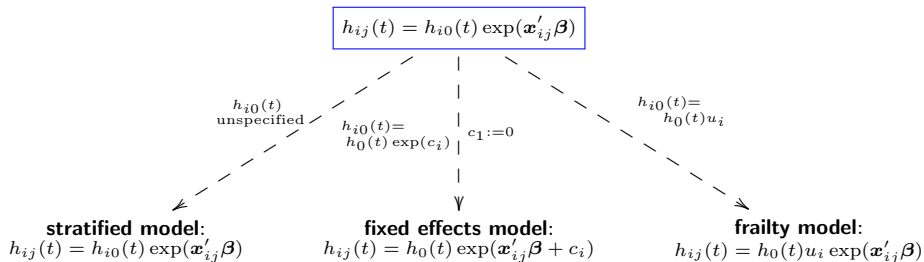 h_{ij}(t) = h_{i0}(t) exp(x'_{ij}β)
h_{i0}(t)
unspecified
h_{i0}(t)=
h_0(t) exp(c_i)
c_1:=0
h_{i0}(t)=
h_0(t)u_i
stratified model:
h_{ij}(t) = h_{i0}(t) exp(x'_{ij}β)
fixed effects model:
h_{ij}(t) = h_0(t) exp(x'_{ij}β + c_i)
frailty model:
h_{ij}(t) = h_0(t)u_i exp(x'_{ij}β)